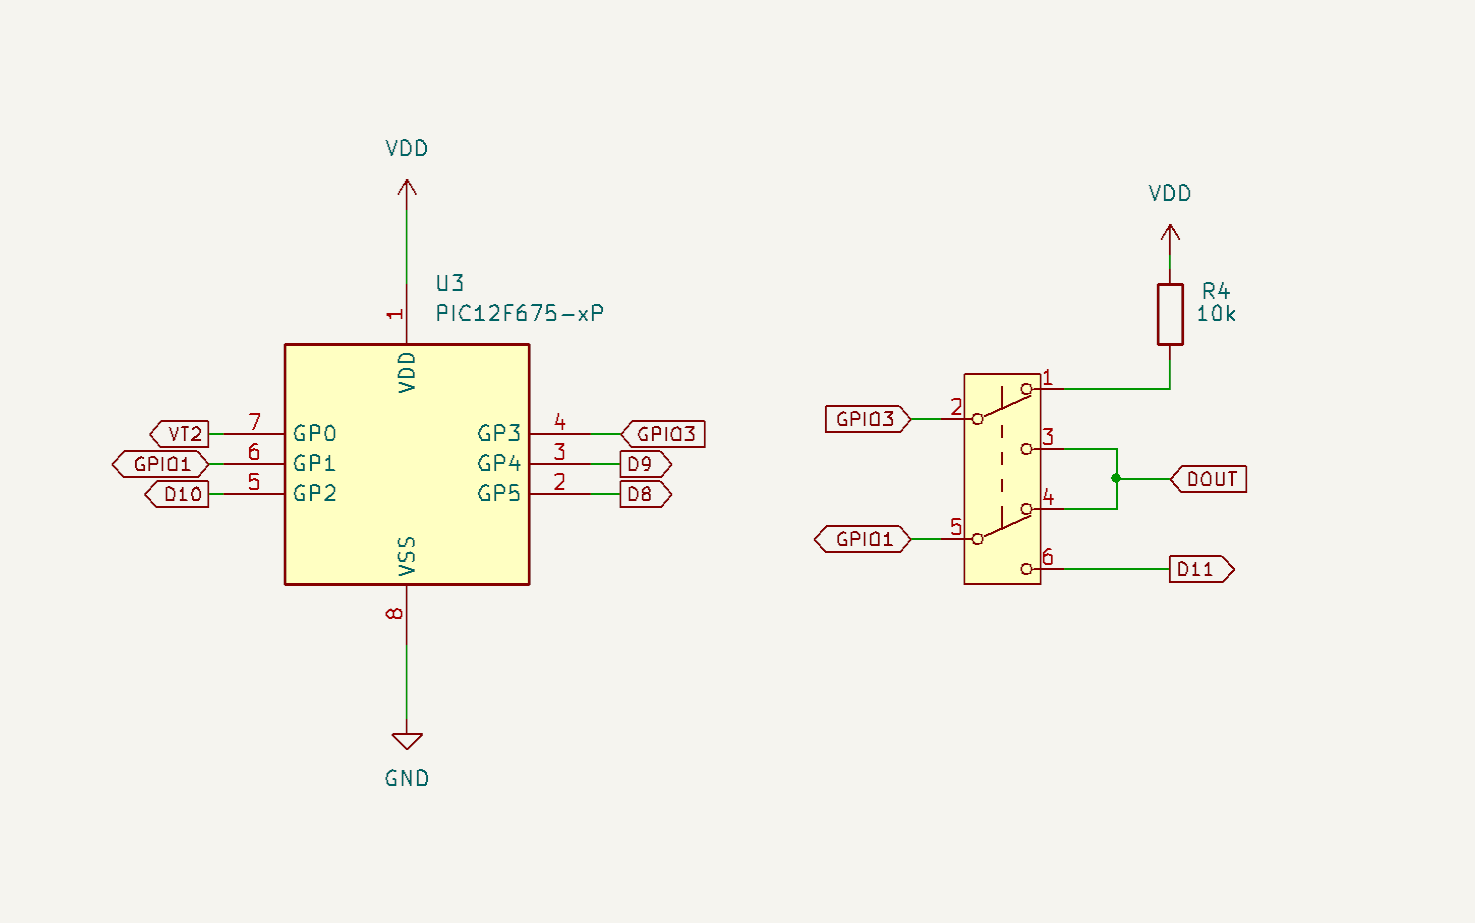 VDD
U3
PIC12F675-xP
1
VDD
VT2
7
GP0
GPIO1
6
GP1
D10
5
GP2
GP3
4
GPIO3
GP4
3
D9
GP5
2
D8
VSS
8
GND
VDD
R4
10k
GPIO3
2
1
3
DOUT
4
GPIO1
5
6
D11